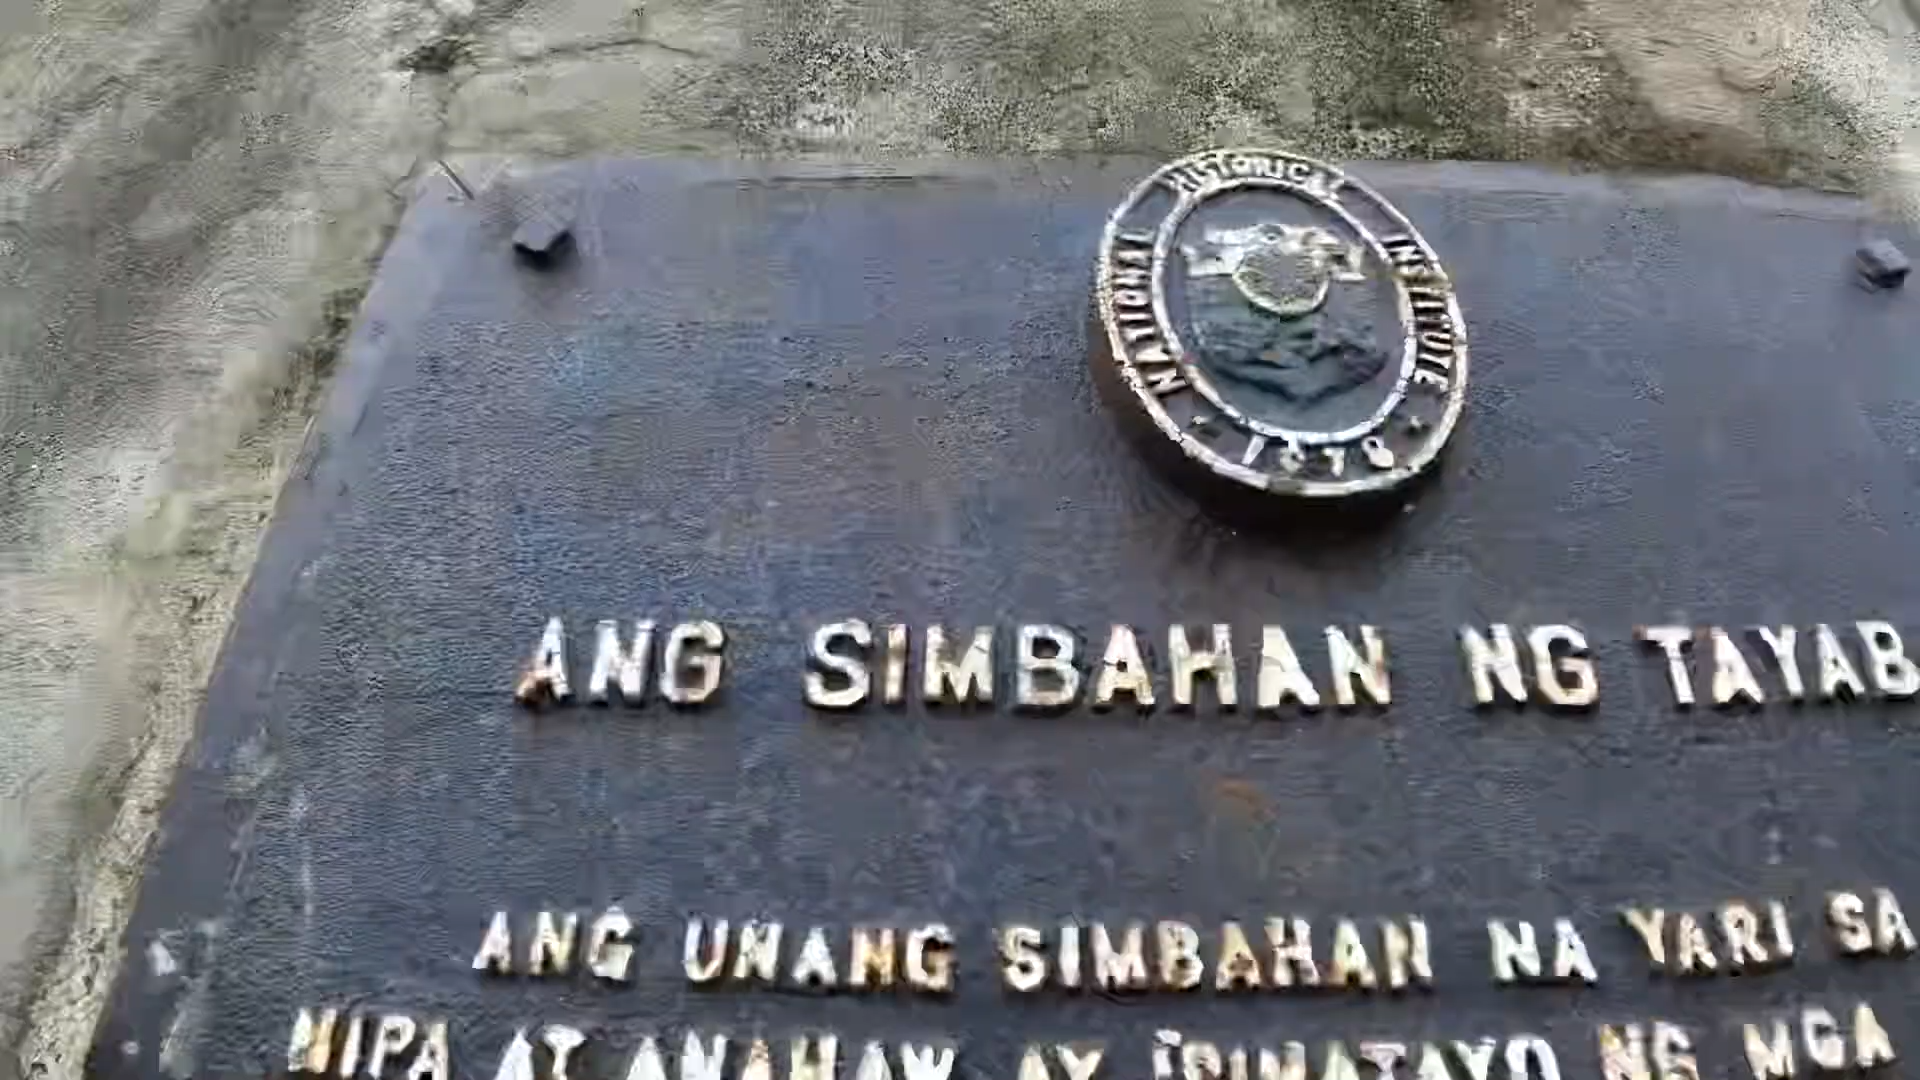 NATIONAL HISTORICAL INSTITUTE
ANG SIMBAHAN NG TAYAB
ANG UNANG SIMBAHAN NA YARI SA
NIPA AT ANAHAW AY IPINATAYO NG MGA